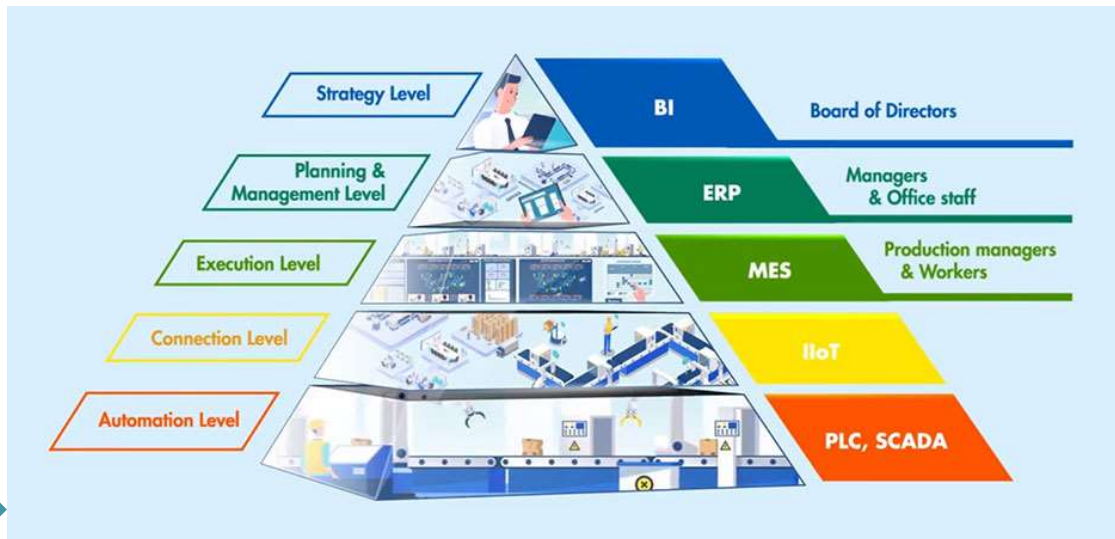 Strategy Level
BI
Board of Directors
Planning &
Management Level
ERP
Managers
& Office staff
Execution Level
MES
Production managers
& Workers
Connection Level
IIoT
Automation Level
PLC, SCADA